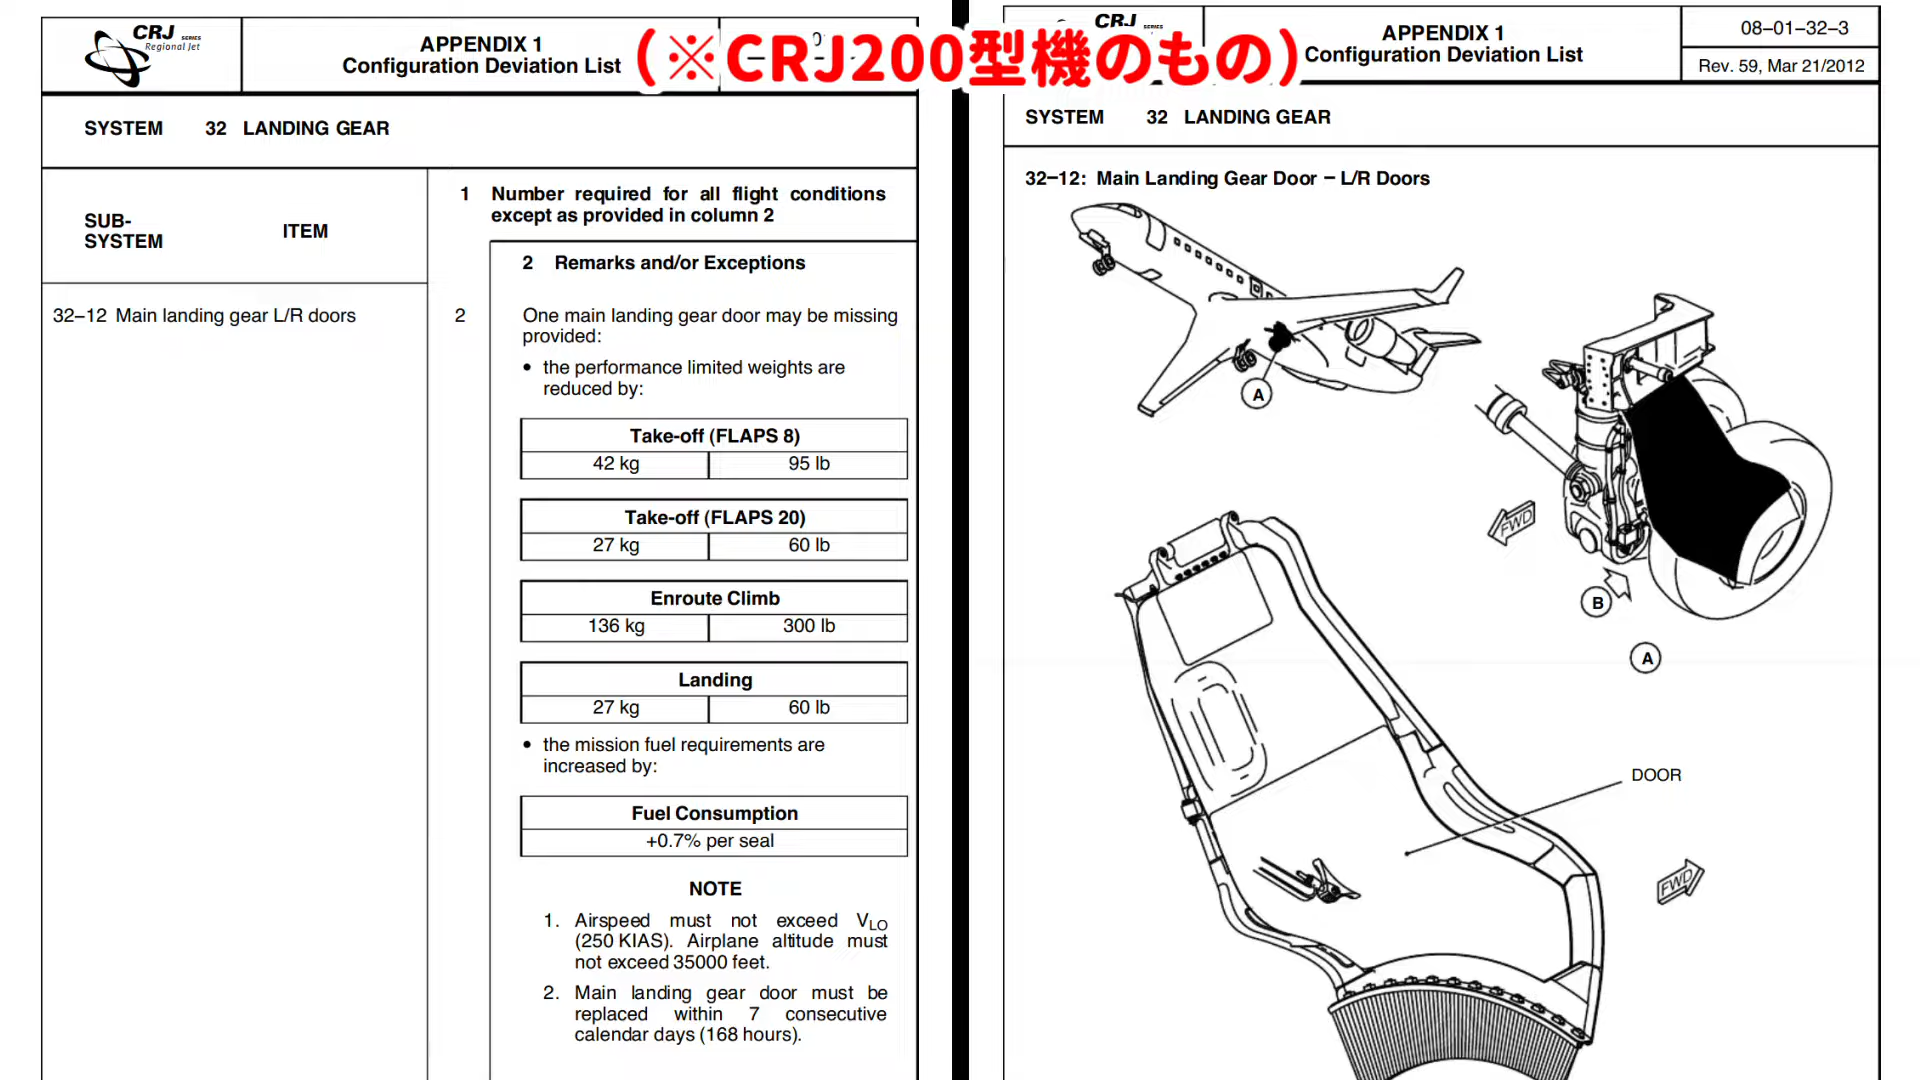 (※CRJ200型機のもの)
CRJ SERIES
Regional Jet
APPENDIX 1
Configuration Deviation List
SYSTEM 32 LANDING GEAR
SUB-
SYSTEM
ITEM
1 Number required for all flight conditions
except as provided in column 2
2 Remarks and/or Exceptions
32–12 Main landing gear L/R doors
2
One main landing gear door may be missing
provided:
• the performance limited weights are
reduced by:
Take-off (FLAPS 8)
42 kg 95 lb
Take-off (FLAPS 20)
27 kg 60 lb
Enroute Climb
136 kg 300 lb
Landing
27 kg 60 lb
• the mission fuel requirements are
increased by:
Fuel Consumption
+0.7% per seal
NOTE
1. Airspeed must not exceed VLO
(250 KIAS). Airplane altitude must
not exceed 35000 feet.
2. Main landing gear door must be
replaced within 7 consecutive
calendar days (168 hours).
CRJ SERIES
APPENDIX 1
Configuration Deviation List
08–01–32–3
Rev. 59, Mar 21/2012
SYSTEM 32 LANDING GEAR
32–12: Main Landing Gear Door – L/R Doors
A
FWD
B
A
DOOR
FWD